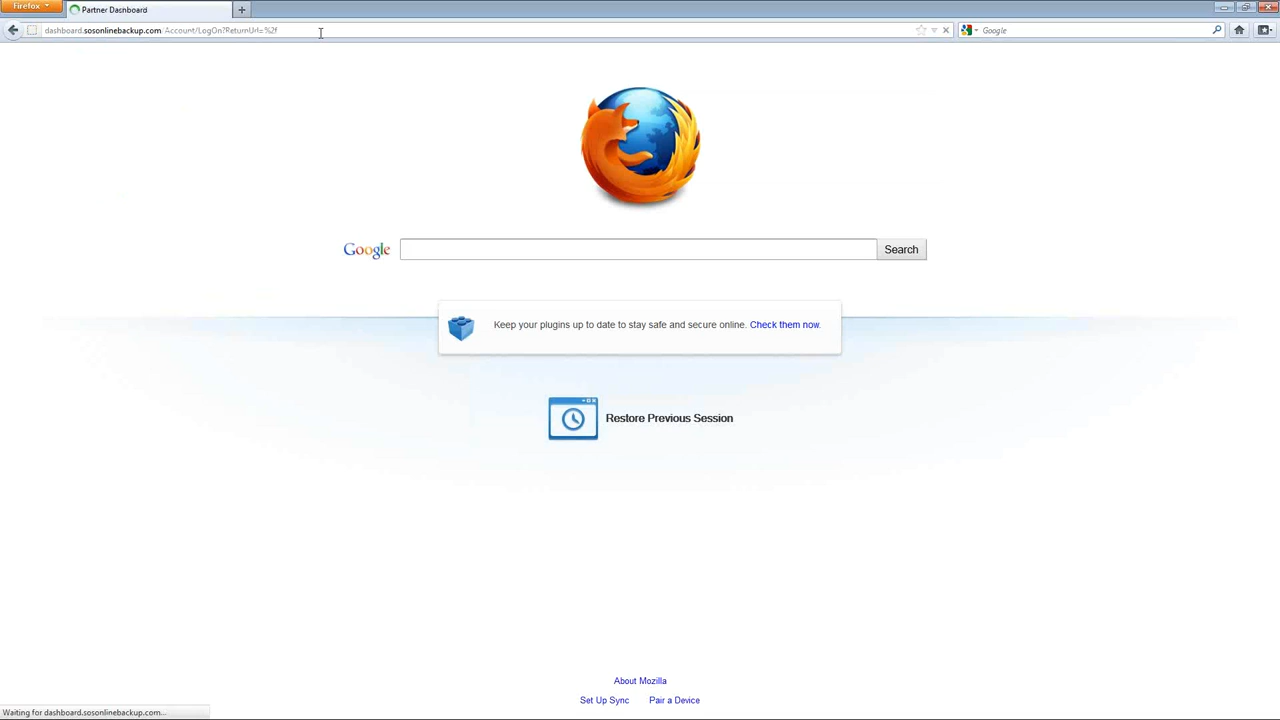 Firefox
Partner Dashboard
dashboard.sosonlinebackup.com/Account/LogOn?ReturnUrl=%2f
Google
Google
Search
Keep your plugins up to date to stay safe and secure online. Check them now.
Restore Previous Session
About Mozilla
Set Up Sync
Pair a Device
Waiting for dashboard.sosonlinebackup.com...